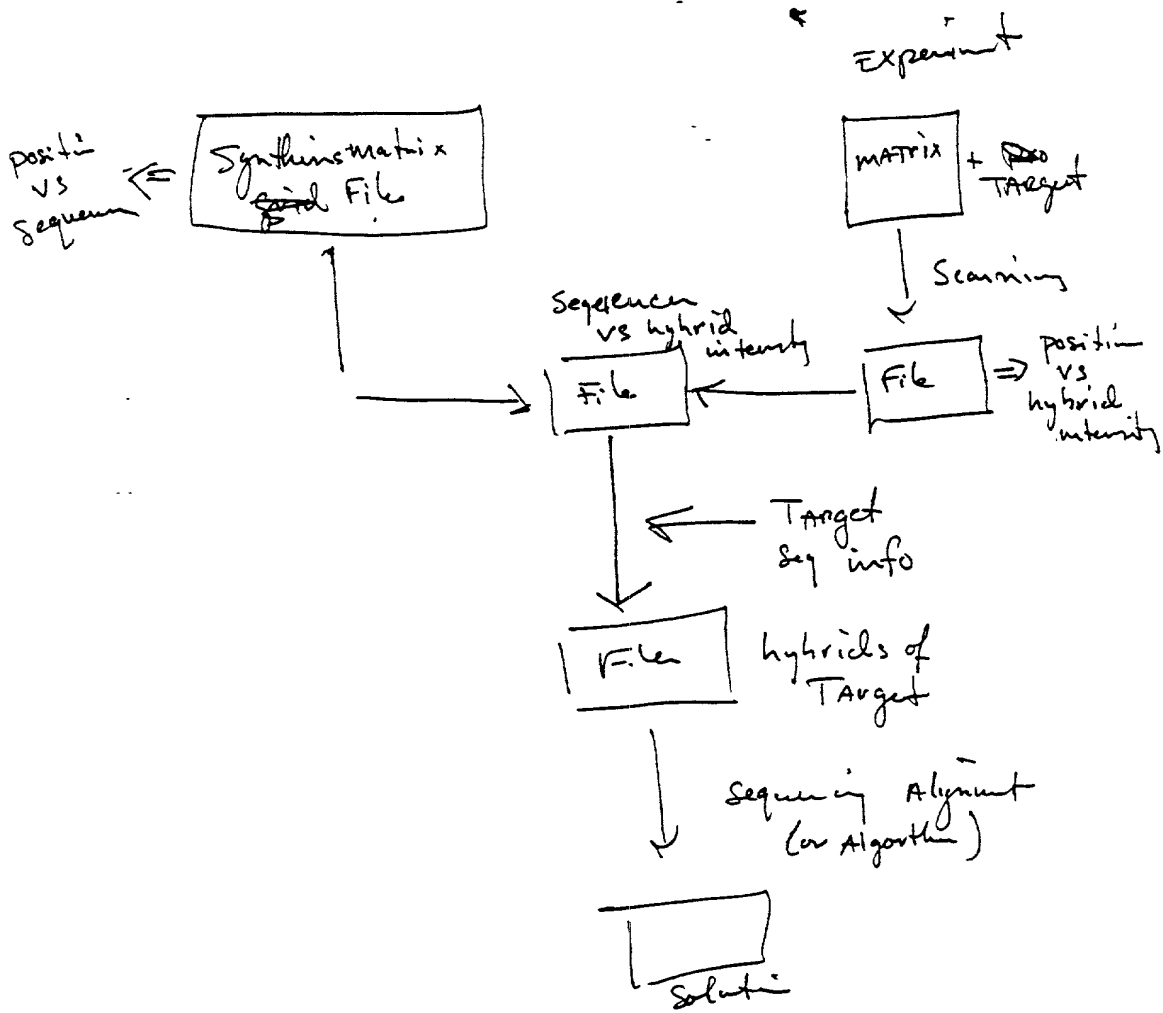 Experiment
position
vs
sequence
Synthesis matrix
File
MATRIX
+
TARget
Scanning
Sequences
vs hybrid
intensity
File
File
position
vs
hybrid
intensity
TArget
Seq info
File
hybrids of
TArget
Sequencing Alignment
(or Algorithm)
Solution